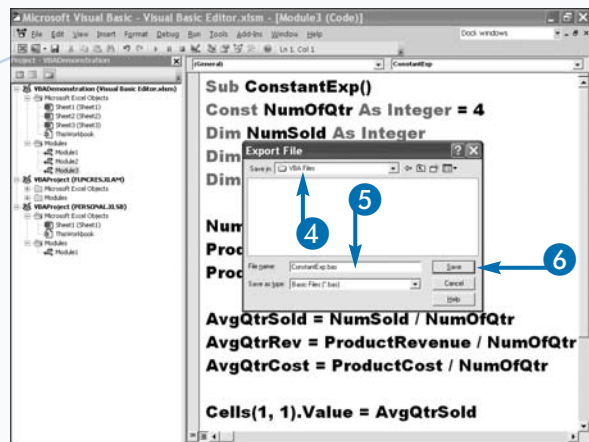 Microsoft Visual Basic - Visual Basic Editor.xlsm - [Module3 (Code)]
File Edit View Insert Format Debug Run Tools Add-Ins Window Help
Dock windows
Ln 1, Col 1
Project - VBADemonstration
(General)
ConstantExp
VBADemonstration (Visual Basic Editor.xlsm)
Microsoft Excel Objects
Sheet1 (Sheet1)
Sheet2 (Sheet2)
Sheet3 (Sheet3)
ThisWorkbook
Modules
Module1
Module2
Module3
VBAProject (FUNCRES.XLAM)
Microsoft Excel Objects
Modules
VBAProject (PERSONAL.XLSB)
Microsoft Excel Objects
Sheet1 (Sheet1)
ThisWorkbook
Modules
Module1
Sub ConstantExp()
Const NumOfQtr As Integer = 4
Dim NumSold As Integer
Dim
Dim
Num
Prod
Prod
AvgQtrSold = NumSold / NumOfQtr
AvgQtrRev = ProductRevenue / NumOfQtr
AvgQtrCost = ProductCost / NumOfQtr
Cells(1, 1).Value = AvgQtrSold
Export File
Save in:
VBA Files
4
5
6
File name:
ConstantExp.bas
Save
Save as type:
Basic Files (*.bas)
Cancel
Help